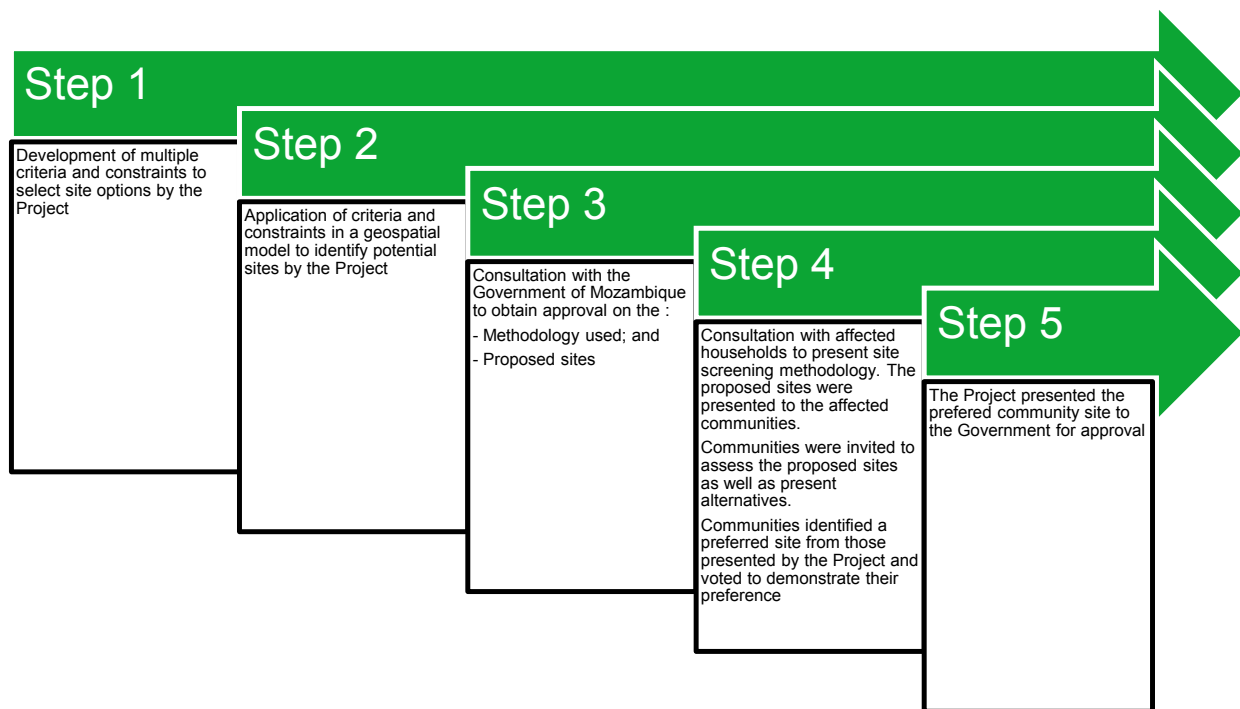 Step 1
Development of multiple
criteria and constraints to
select site options by the
Project
Step 2
Application of criteria and
constraints in a geospatial
model to identify potential
sites by the Project
Step 3
Consultation with the
Government of Mozambique
to obtain approval on the :
- Methodology used; and
- Proposed sites
Step 4
Consultation with affected
households to present site
screening methodology. The
proposed sites were
presented to the affected
communities.
Communities were invited to
assess the proposed sites
as well as present
alternatives.
Communities identified a
preferred site from those
presented by the Project and
voted to demonstrate their
preference
Step 5
The Project presented the
prefered community site to
the Government for approval